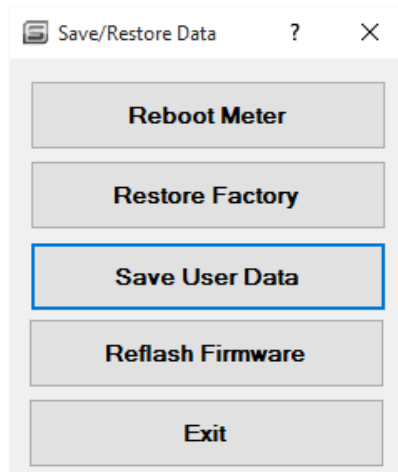 Save/Restore Data ?
Reboot Meter
Restore Factory
Save User Data
Reflash Firmware
Exit